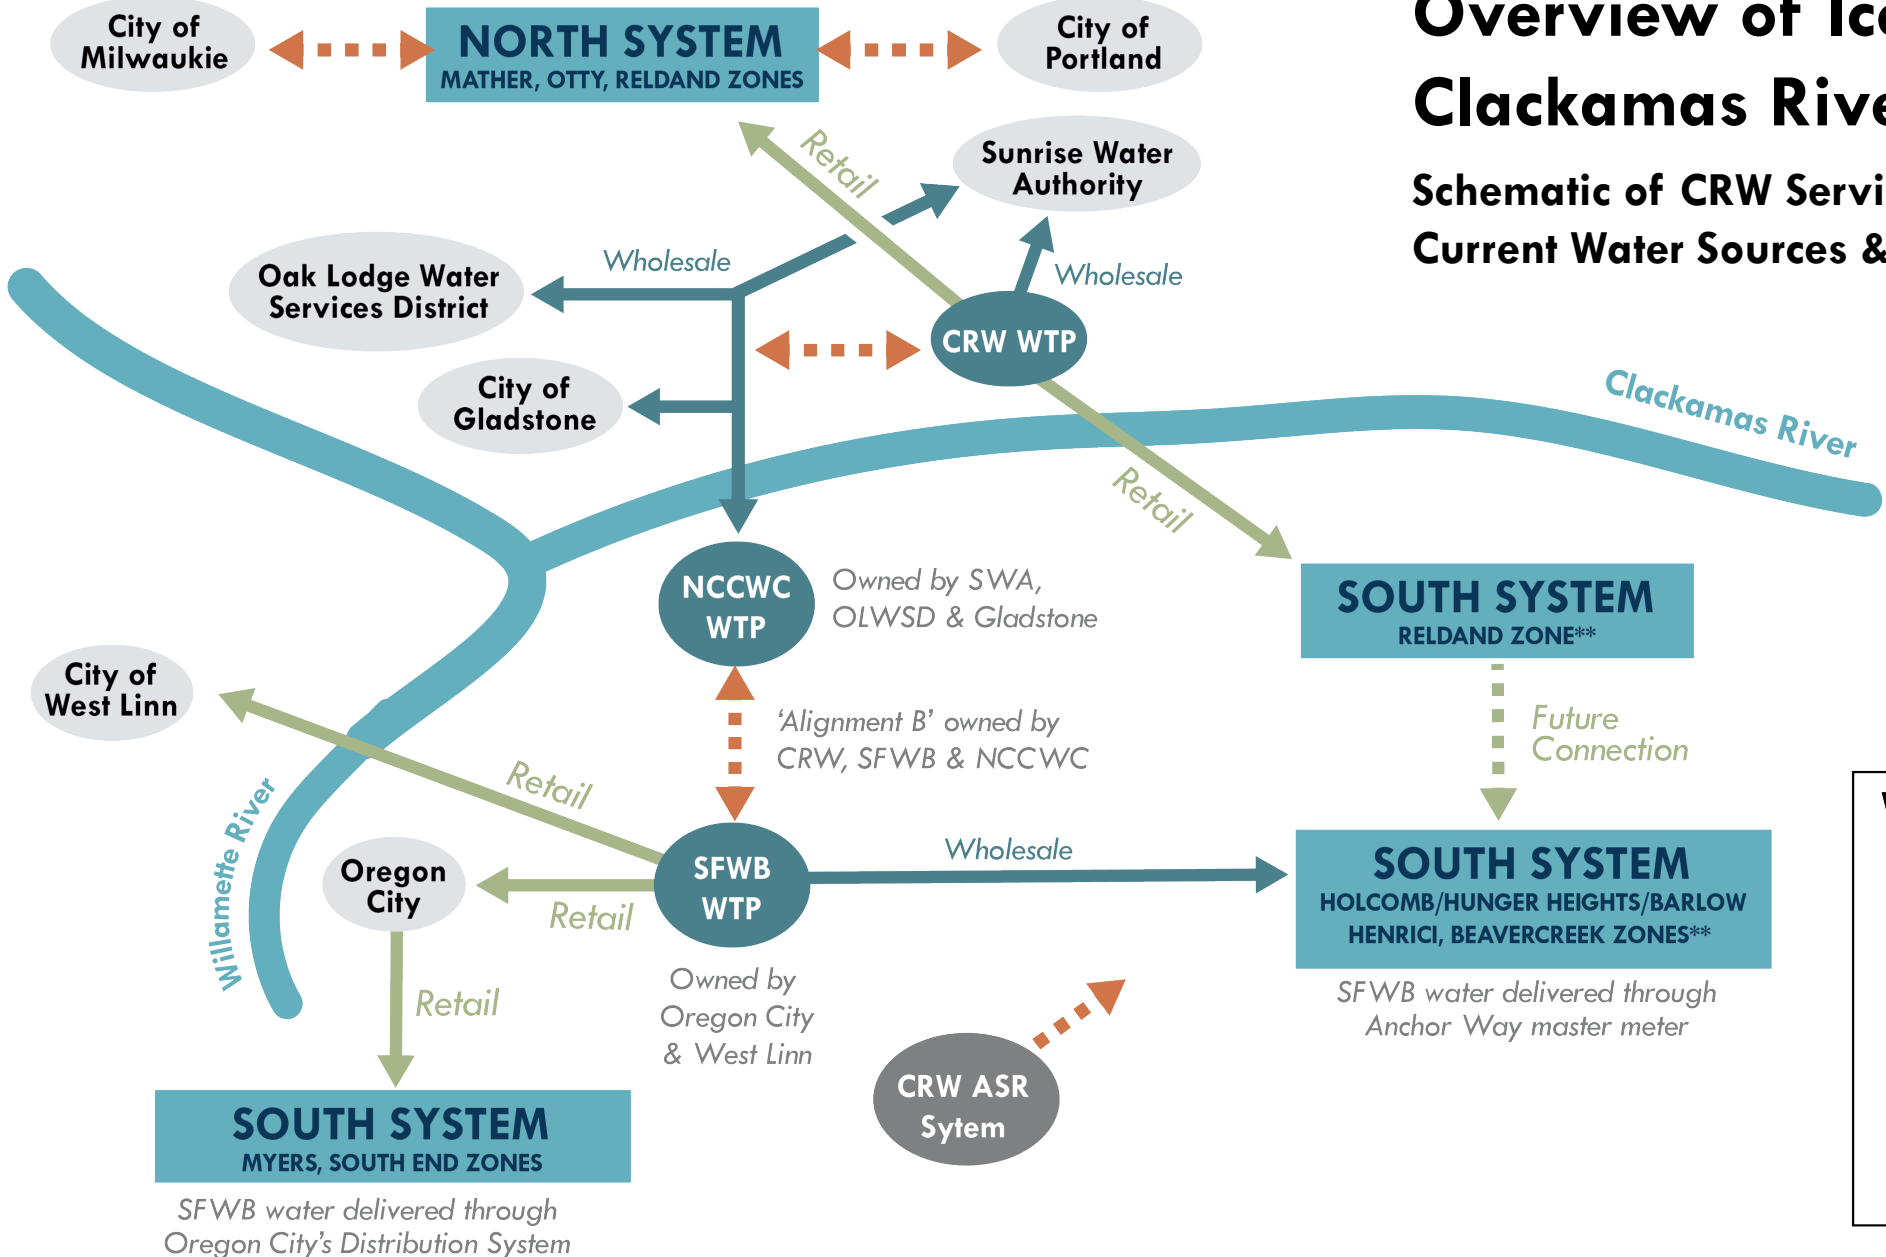 Overview of Ic
Clackamas Rive
Schematic of CRW Servi
Current Water Sources &
City of
Milwaukie
NORTH SYSTEM
MATHER, OTTY, RELDAND ZONES
City of
Portland
Retail
Sunrise Water
Authority
Wholesale
Wholesale
Oak Lodge Water
Services District
CRW WTP
City of
Gladstone
Clackamas River
Retail
NCCWC
WTP
Owned by SWA,
OLWSD & Gladstone
SOUTH SYSTEM
RELDAND ZONE**
City of
West Linn
'Alignment B' owned by
CRW, SFWB & NCCWC
Future
Connection
Retail
Willamette River
Oregon
City
Retail
SFWB
WTP
Wholesale
SOUTH SYSTEM
HOLCOMB/HUNGER HEIGHTS/BARLOW
HENRICI, BEAVERCREEK ZONES**
SFWB water delivered through
Anchor Way master meter
Retail
Owned by
Oregon City
& West Linn
CRW ASR
Sytem
SOUTH SYSTEM
MYERS, SOUTH END ZONES
SFWB water delivered through
Oregon City's Distribution System